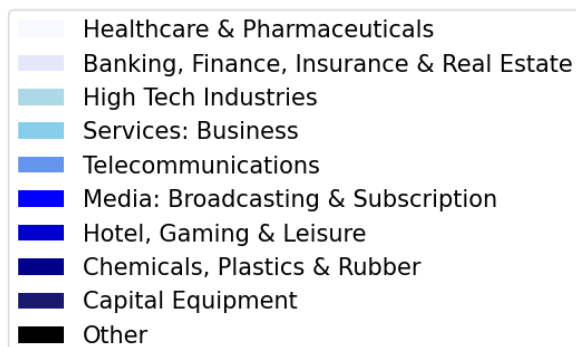 Healthcare & Pharmaceuticals
Banking, Finance, Insurance & Real Estate
High Tech Industries
Services: Business
Telecommunications
Media: Broadcasting & Subscription
Hotel, Gaming & Leisure
Chemicals, Plastics & Rubber
Capital Equipment
Other